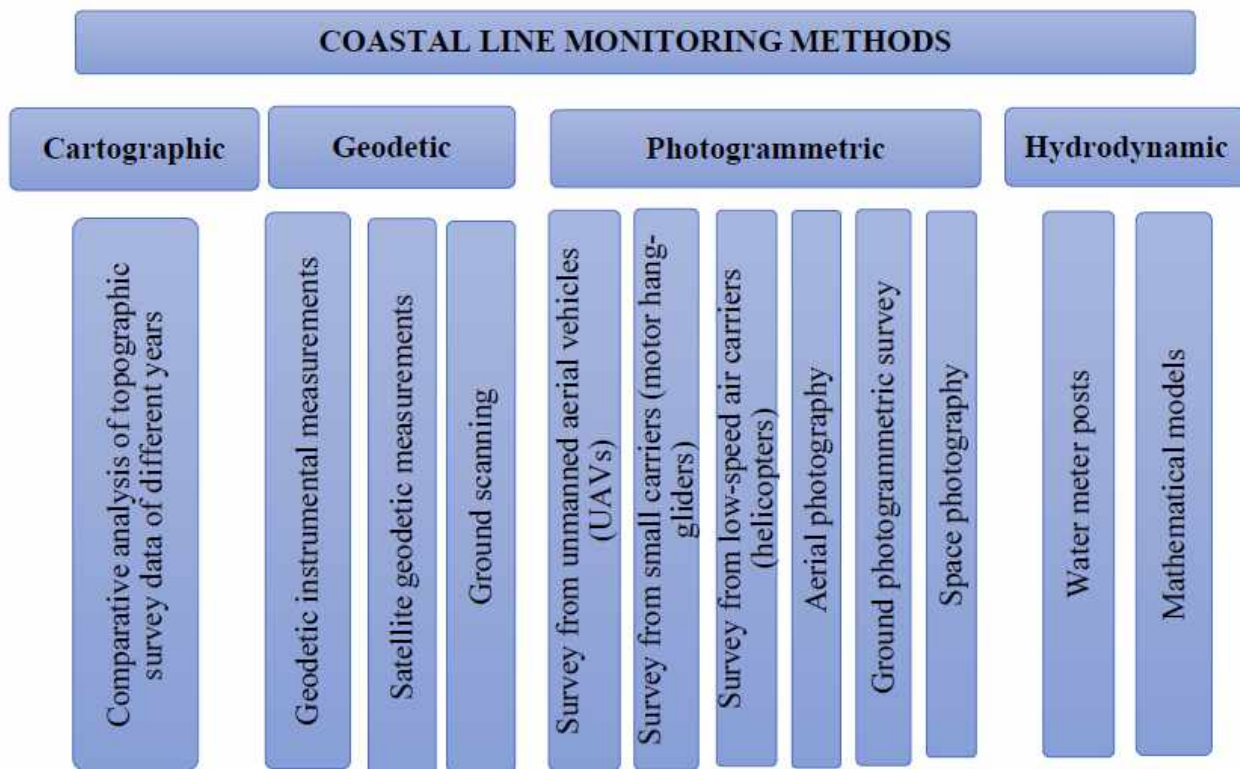 COASTAL LINE MONITORING METHODS
Cartographic
Geodetic
Photogrammetric
Hydrodynamic
Comparative analysis of topographic
survey data of different years
Geodetic instrumental measurements
Satellite geodetic measurements
Ground scanning
Survey from unmanned aerial vehicles
(UAVs)
Survey from small carriers (motor hang-
gliders)
Survey from low-speed air carriers
(helicopters)
Aerial photography
Ground photogrammetric survey
Space photography
Water meter posts
Mathematical models